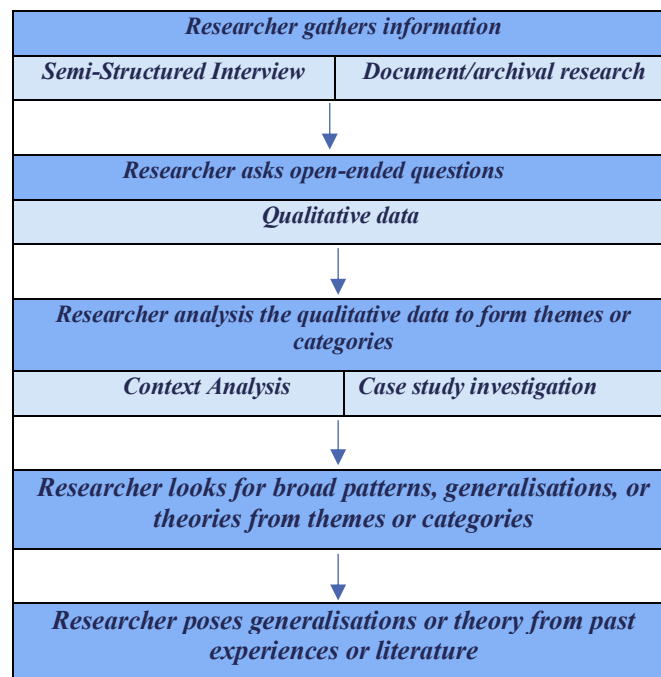 Researcher gathers information
Semi-Structured Interview
Document/archival research
Researcher asks open-ended questions
Qualitative data
Researcher analysis the qualitative data to form themes or
categories
Context Analysis
Case study investigation
Researcher looks for broad patterns, generalisations, or
theories from themes or categories
Researcher poses generalisations or theory from past
experiences or literature